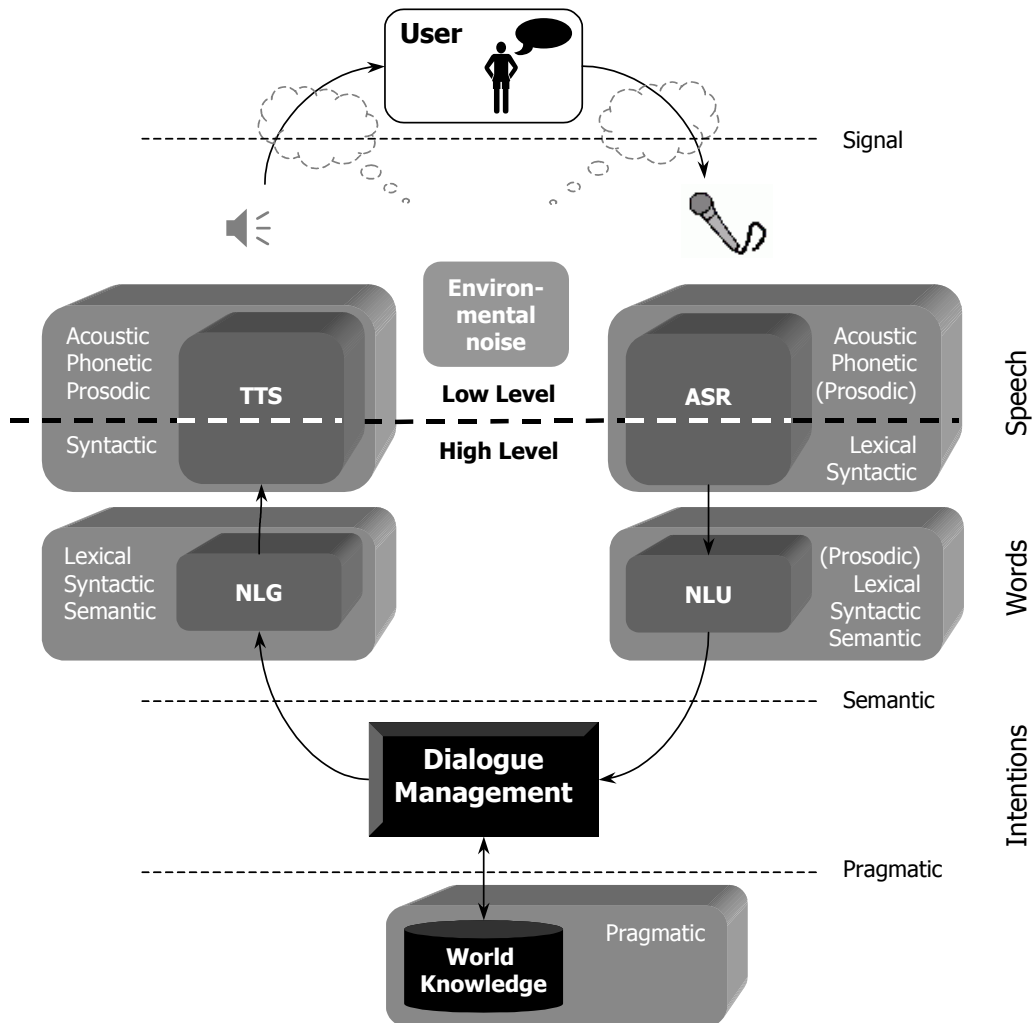 User
Signal
Environ-
mental
noise
Acoustic
Phonetic
Prosodic
TTS
Low Level
ASR
Acoustic
Phonetic
(Prosodic)
Speech
Syntactic
High Level
Lexical
Syntactic
Lexical
Syntactic
Semantic
NLG
NLU
(Prosodic)
Lexical
Syntactic
Semantic
Words
Semantic
Dialogue
Management
Intentions
Pragmatic
World
Knowledge
Pragmatic